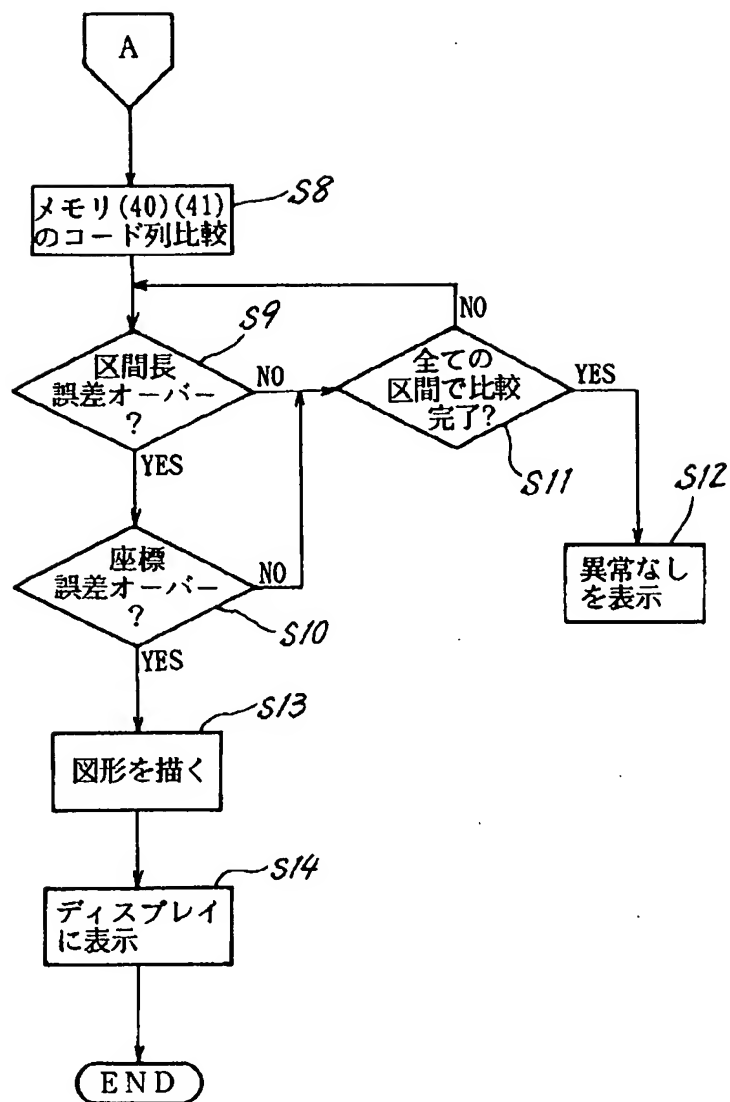 A
メモリ(40)(41)
のコード列比較
S8
区間長
誤差オーバー
?
S9
NO
YES
全ての
区間で比較
完了?
NO
YES
S11
座標
誤差オーバー
?
NO
S10
YES
S12
異常なし
を表示
S13
図形を描く
S14
ディスプレイ
に表示
END